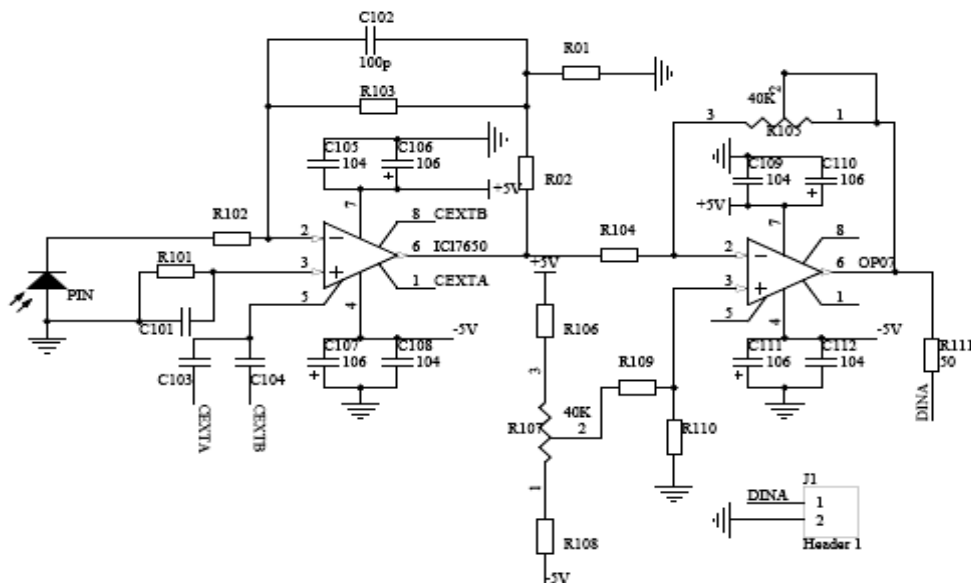 C102
100p
R01
R103
40K
2
3
1
R105
C105
104
C106
106
+5V
R02
C109
104
C110
106
+5V
7
8
CEXTB
7
8
R102
2
6
ICI7650
R104
2
6
OP07
R101
3
1
CEXTA
+5V
3
1
PIN
5
4
-5V
5
4
-5V
C101
R106
C107
106
C108
104
C111
106
C112
104
R111
50
C103
C104
3
R109
DINA
CEXTA
CEXTB
R107
40K
2
R110
1
J1
DINA
1
2
Header 1
R108
-5V